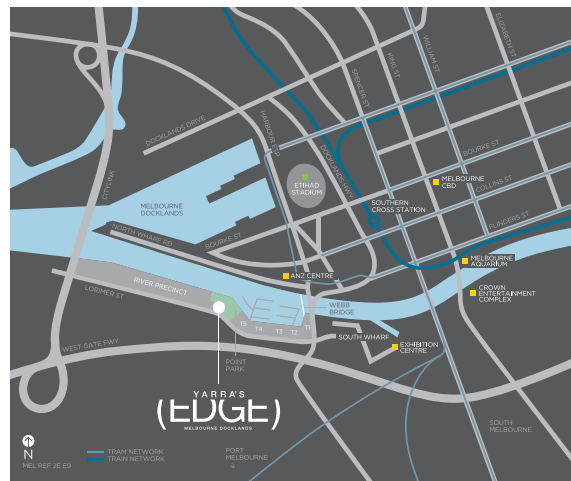 ELIZABETH ST
WILLIAM ST
KING ST
SPENCER ST
HARBOUR ESP
DOCKLANDS HWY
DOCKLANDS DRIVE
CITYLINK
BOURKE ST
COLLINS ST
FLINDERS ST
ETIHAD
STADIUM
MELBOURNE
CBD
SOUTHERN
CROSS STATION
MELBOURNE
DOCKLANDS
NORTH WHARF RD
BOURKE ST
MELBOURNE
AQUARIUM
ANZ CENTRE
CROWN
ENTERTAINMENT
COMPLEX
RIVER PRECINCT
LORIMER ST
WEBB
BRIDGE
T5
T4
T3
T2
T1
SOUTH WHARF
EXHIBITION
CENTRE
WEST GATE FWY
POINT
PARK
YARRA'S
(EDGE)
MELBOURNE DOCKLANDS
SOUTH
MELBOURNE
N
MEL REF 2E E9
TRAM NETWORK
TRAIN NETWORK
PORT
MELBOURNE